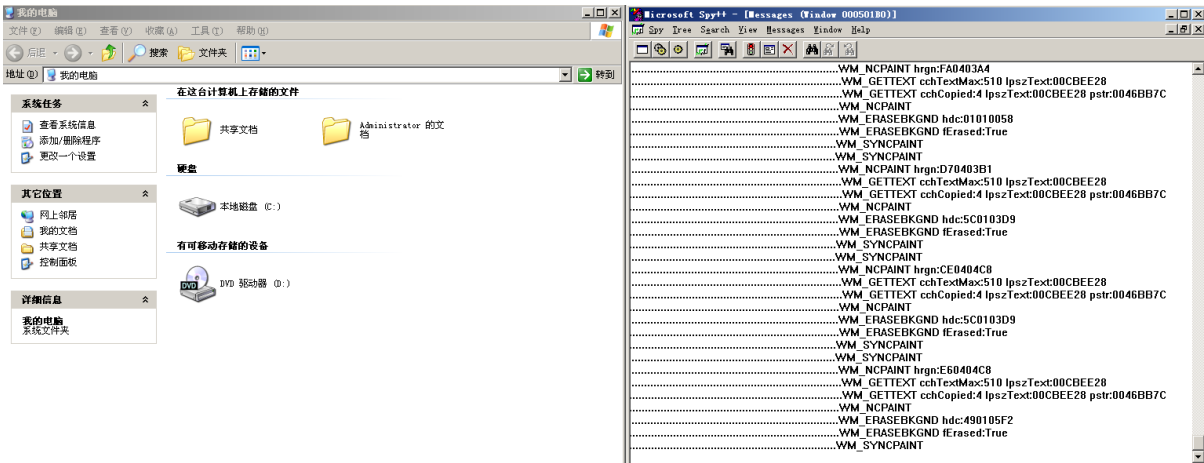 我的电脑
文件(F) 编辑(E) 查看(V) 收藏(A) 工具(T) 帮助(H)
后退 搜索 文件夹
地址(D) 我的电脑 转到
系统任务
查看系统信息
添加/删除程序
更改一个设置
其它位置
网上邻居
我的文档
共享文档
控制面板
详细信息
我的电脑
系统文件夹
在这台计算机上存储的文件
共享文档
Administrator 的文
档
硬盘
本地磁盘 (C:)
有可移动存储的设备
DVD
DVD 驱动器 (D:)
Microsoft Spy++ - [Messages (Window 000501B0)]
Spy Tree Search View Messages Window Help
WM_NCPAINT hrgn:FA0403A4
WM_GETTEXT cchTextMax:510 lpszText:00CBEE28
WM_GETTEXT cchCopied:4 lpszText:00CBEE28 pstr:0046BB7C
WM_NCPAINT
WM_ERASEBKGND hdc:01010058
WM_ERASEBKGND fErased:True
WM_SYNCPAINT
WM_SYNCPAINT
WM_NCPAINT hrgn:D70403B1
WM_GETTEXT cchTextMax:510 lpszText:00CBEE28
WM_GETTEXT cchCopied:4 lpszText:00CBEE28 pstr:0046BB7C
WM_NCPAINT
WM_ERASEBKGND hdc:5C0103D9
WM_ERASEBKGND fErased:True
WM_SYNCPAINT
WM_SYNCPAINT
WM_NCPAINT hrgn:CE0404C8
WM_GETTEXT cchTextMax:510 lpszText:00CBEE28
WM_GETTEXT cchCopied:4 lpszText:00CBEE28 pstr:0046BB7C
WM_NCPAINT
WM_ERASEBKGND hdc:5C0103D9
WM_ERASEBKGND fErased:True
WM_SYNCPAINT
WM_SYNCPAINT
WM_NCPAINT hrgn:E60404C8
WM_GETTEXT cchTextMax:510 lpszText:00CBEE28
WM_GETTEXT cchCopied:4 lpszText:00CBEE28 pstr:0046BB7C
WM_NCPAINT
WM_ERASEBKGND hdc:490105F2
WM_ERASEBKGND fErased:True
WM_SYNCPAINT